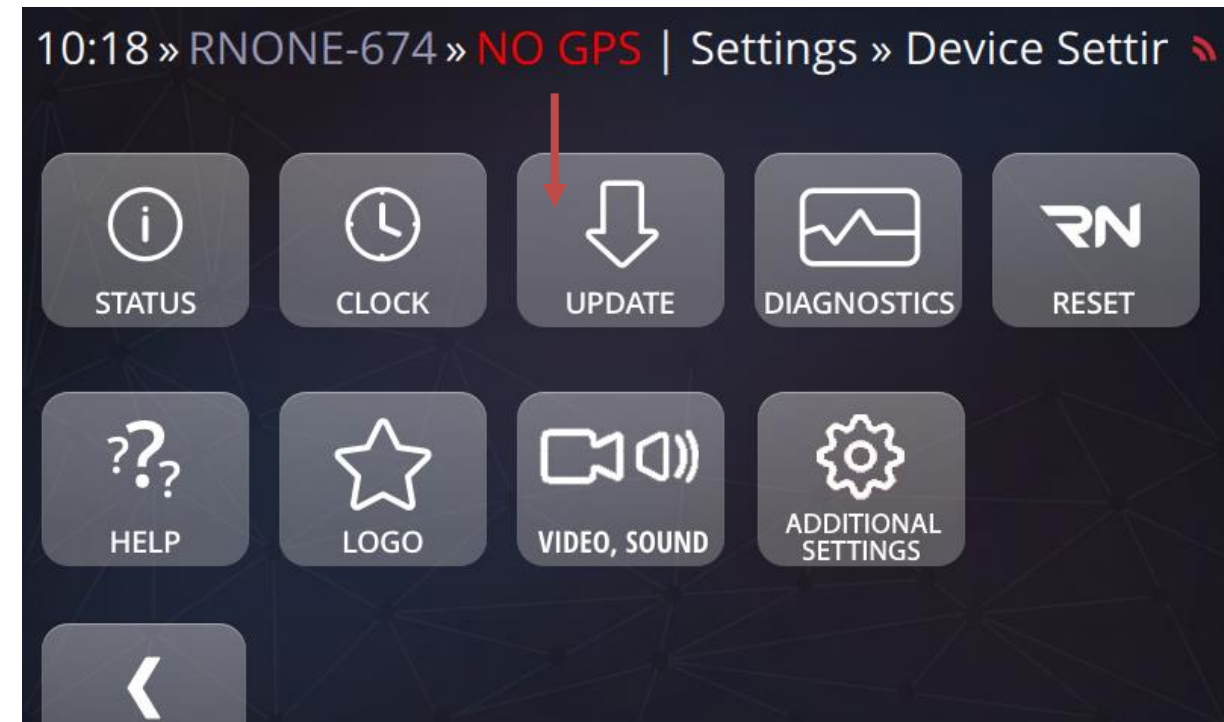 10:18 » RNONE-674 » NO GPS | Settings » Device Settir
STATUS
CLOCK
UPDATE
DIAGNOSTICS
RN
RESET
???
HELP
LOGO
VIDEO, SOUND
ADDITIONAL
SETTINGS